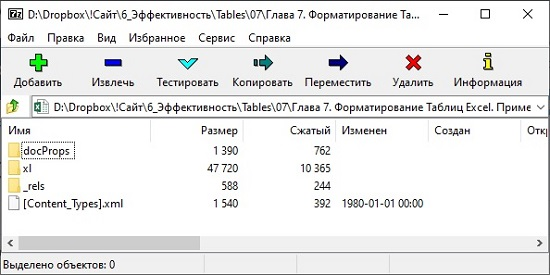 D:\Dropbox\!Сайт\6_Эффективность\Tables\07\Глава 7. Форматирование Та...
Файл Правка Вид Избранное Сервис Справка
Добавить Извлечь Тестировать Копировать Переместить Удалить Информация
D:\Dropbox\!Сайт\6_Эффективность\Tables\07\Глава 7. Форматирование Таблиц Excel. Приме
Имя Размер Сжатый Изменен Создан Откр
docProps 1 390 762
xl 47 720 10 365
_rels 588 244
[Content_Types].xml 1 540 392 1980-01-01 00:00
Выделено объектов: 0